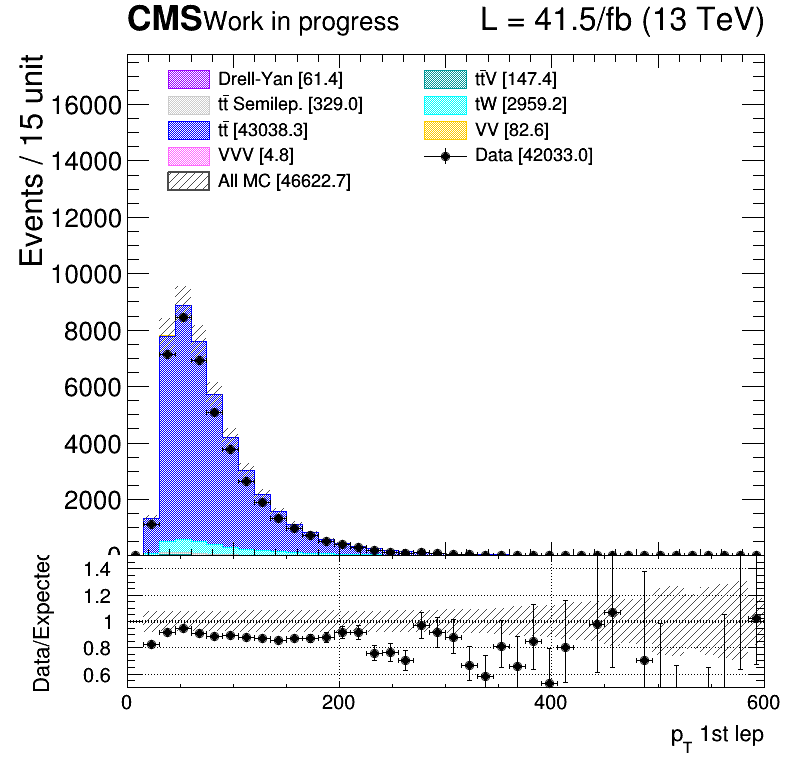 CMS Work in progress L = 41.5/fb (13 TeV)
Events / 15 unit
Drell-Yan [61.4]
tt̄ Semilep. [329.0]
tt̄ [43038.3]
VVV [4.8]
All MC [46622.7]
tt̄V [147.4]
tW [2959.2]
VV [82.6]
Data [42033.0]
16000
14000
12000
10000
8000
6000
4000
2000
0
Data/Expected
1.4
1.2
1
0.8
0.6
0 200 400 600
p_T 1st lep